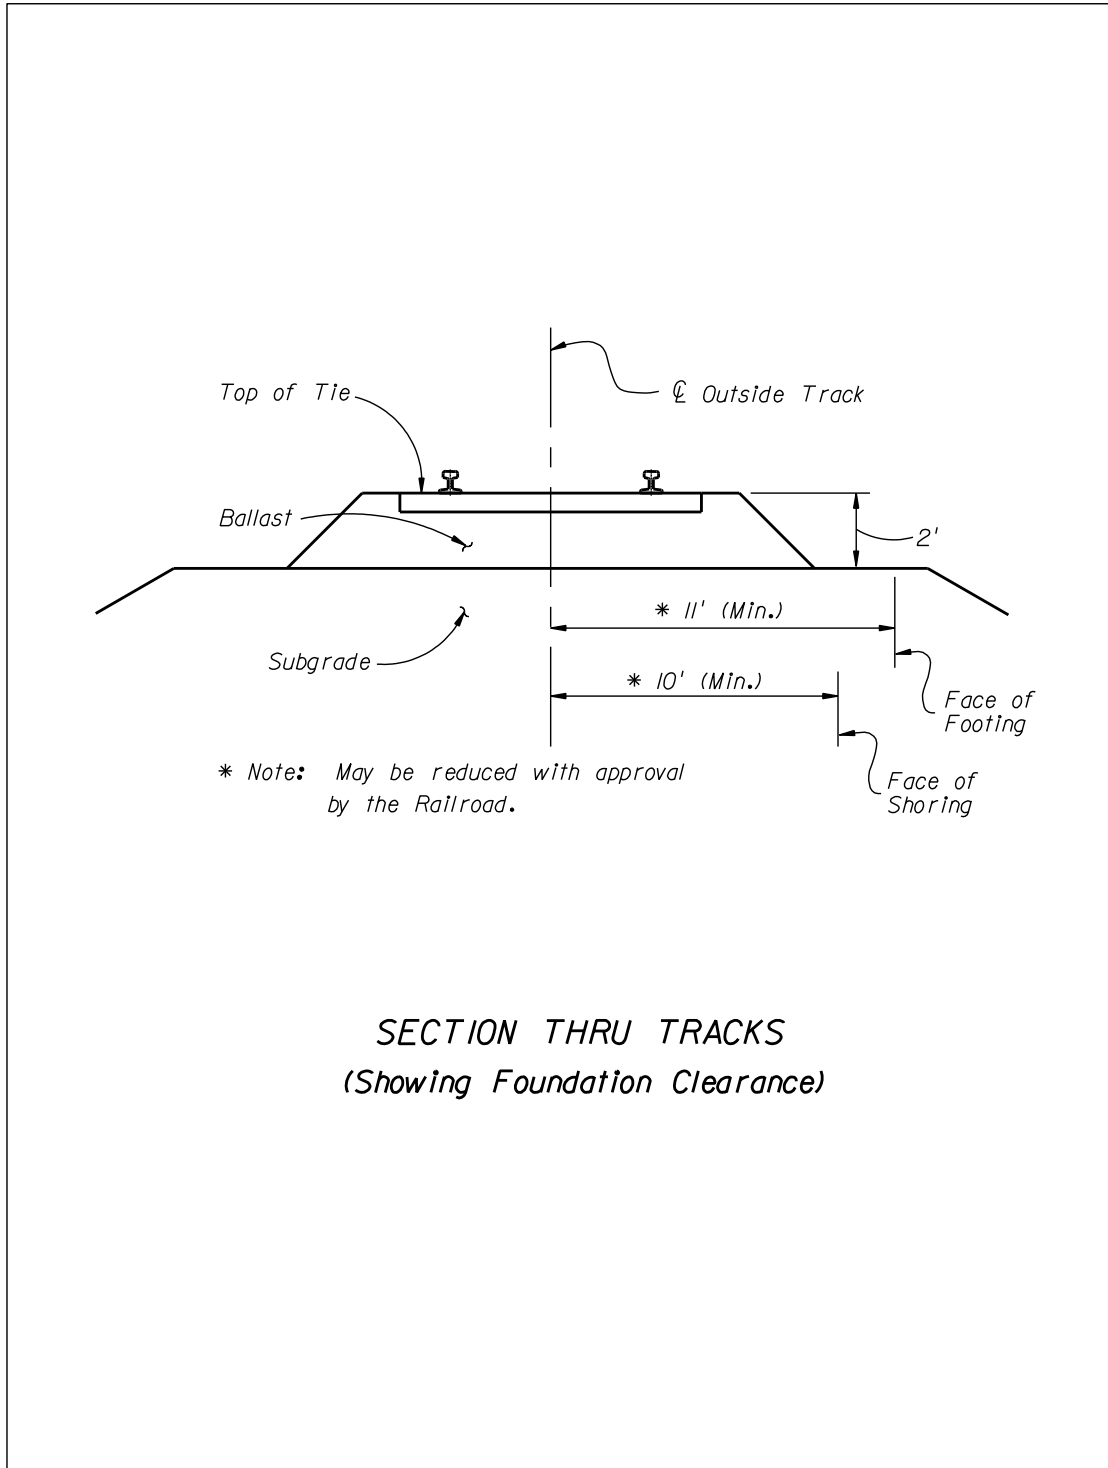 Top of Tie
℄ Outside Track
Ballast
2'
* 11' (Min.)
Subgrade
* 10' (Min.)
Face of
Footing
* Note: May be reduced with approval
by the Railroad.
Face of
Shoring
SECTION THRU TRACKS
(Showing Foundation Clearance)